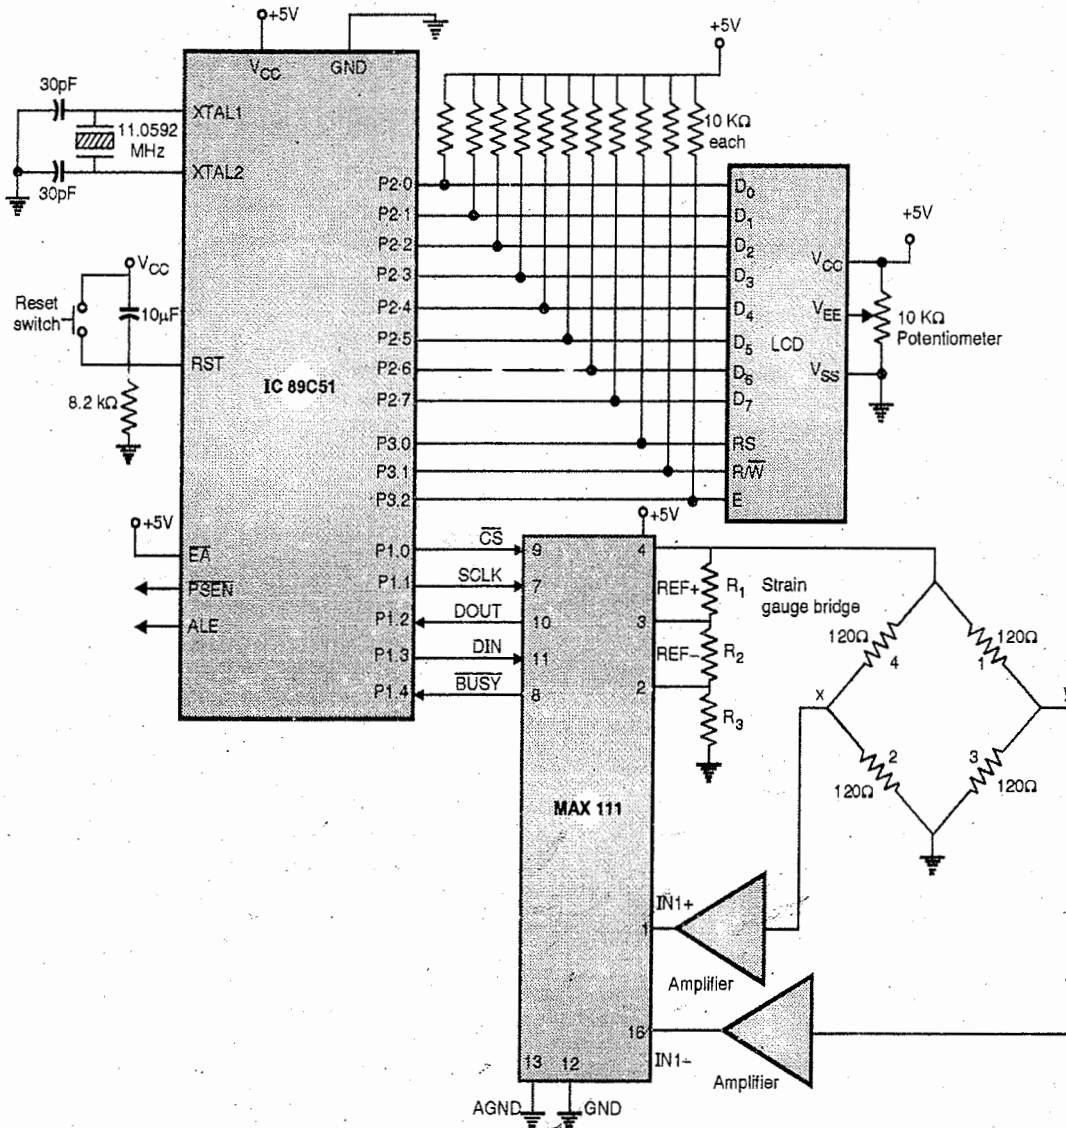 +5V
V_CC
GND
30pF
XTAL1
11.0592
MHz
30pF
XTAL2
V_CC
Reset
switch
10μF
RST
8.2 kΩ
IC 89C51
+5V
EA
PSEN
ALE
P2·0
P2·1
P2·2
P2·3
P2·4
P2·5
P2·6
P2·7
P3.0
P3.1
P3.2
P1.0
P1.1
P1.2
P1.3
P1.4
+5V
10 KΩ
each
D0
D1
D2
D3
D4
D5
D6
D7
RS
R/W
E
LCD
V_CC
V_EE
V_SS
+5V
10 KΩ
Potentiometer
CS
SCLK
DOUT
DIN
BUSY
9
7
10
11
8
+5V
4
3
2
REF+
REF−
R1
R2
R3
MAX 111
Strain
gauge bridge
120Ω
4
120Ω
1
x
y
2
120Ω
3
120Ω
IN1+
1
Amplifier
16
IN1−
Amplifier
13
12
AGND
GND